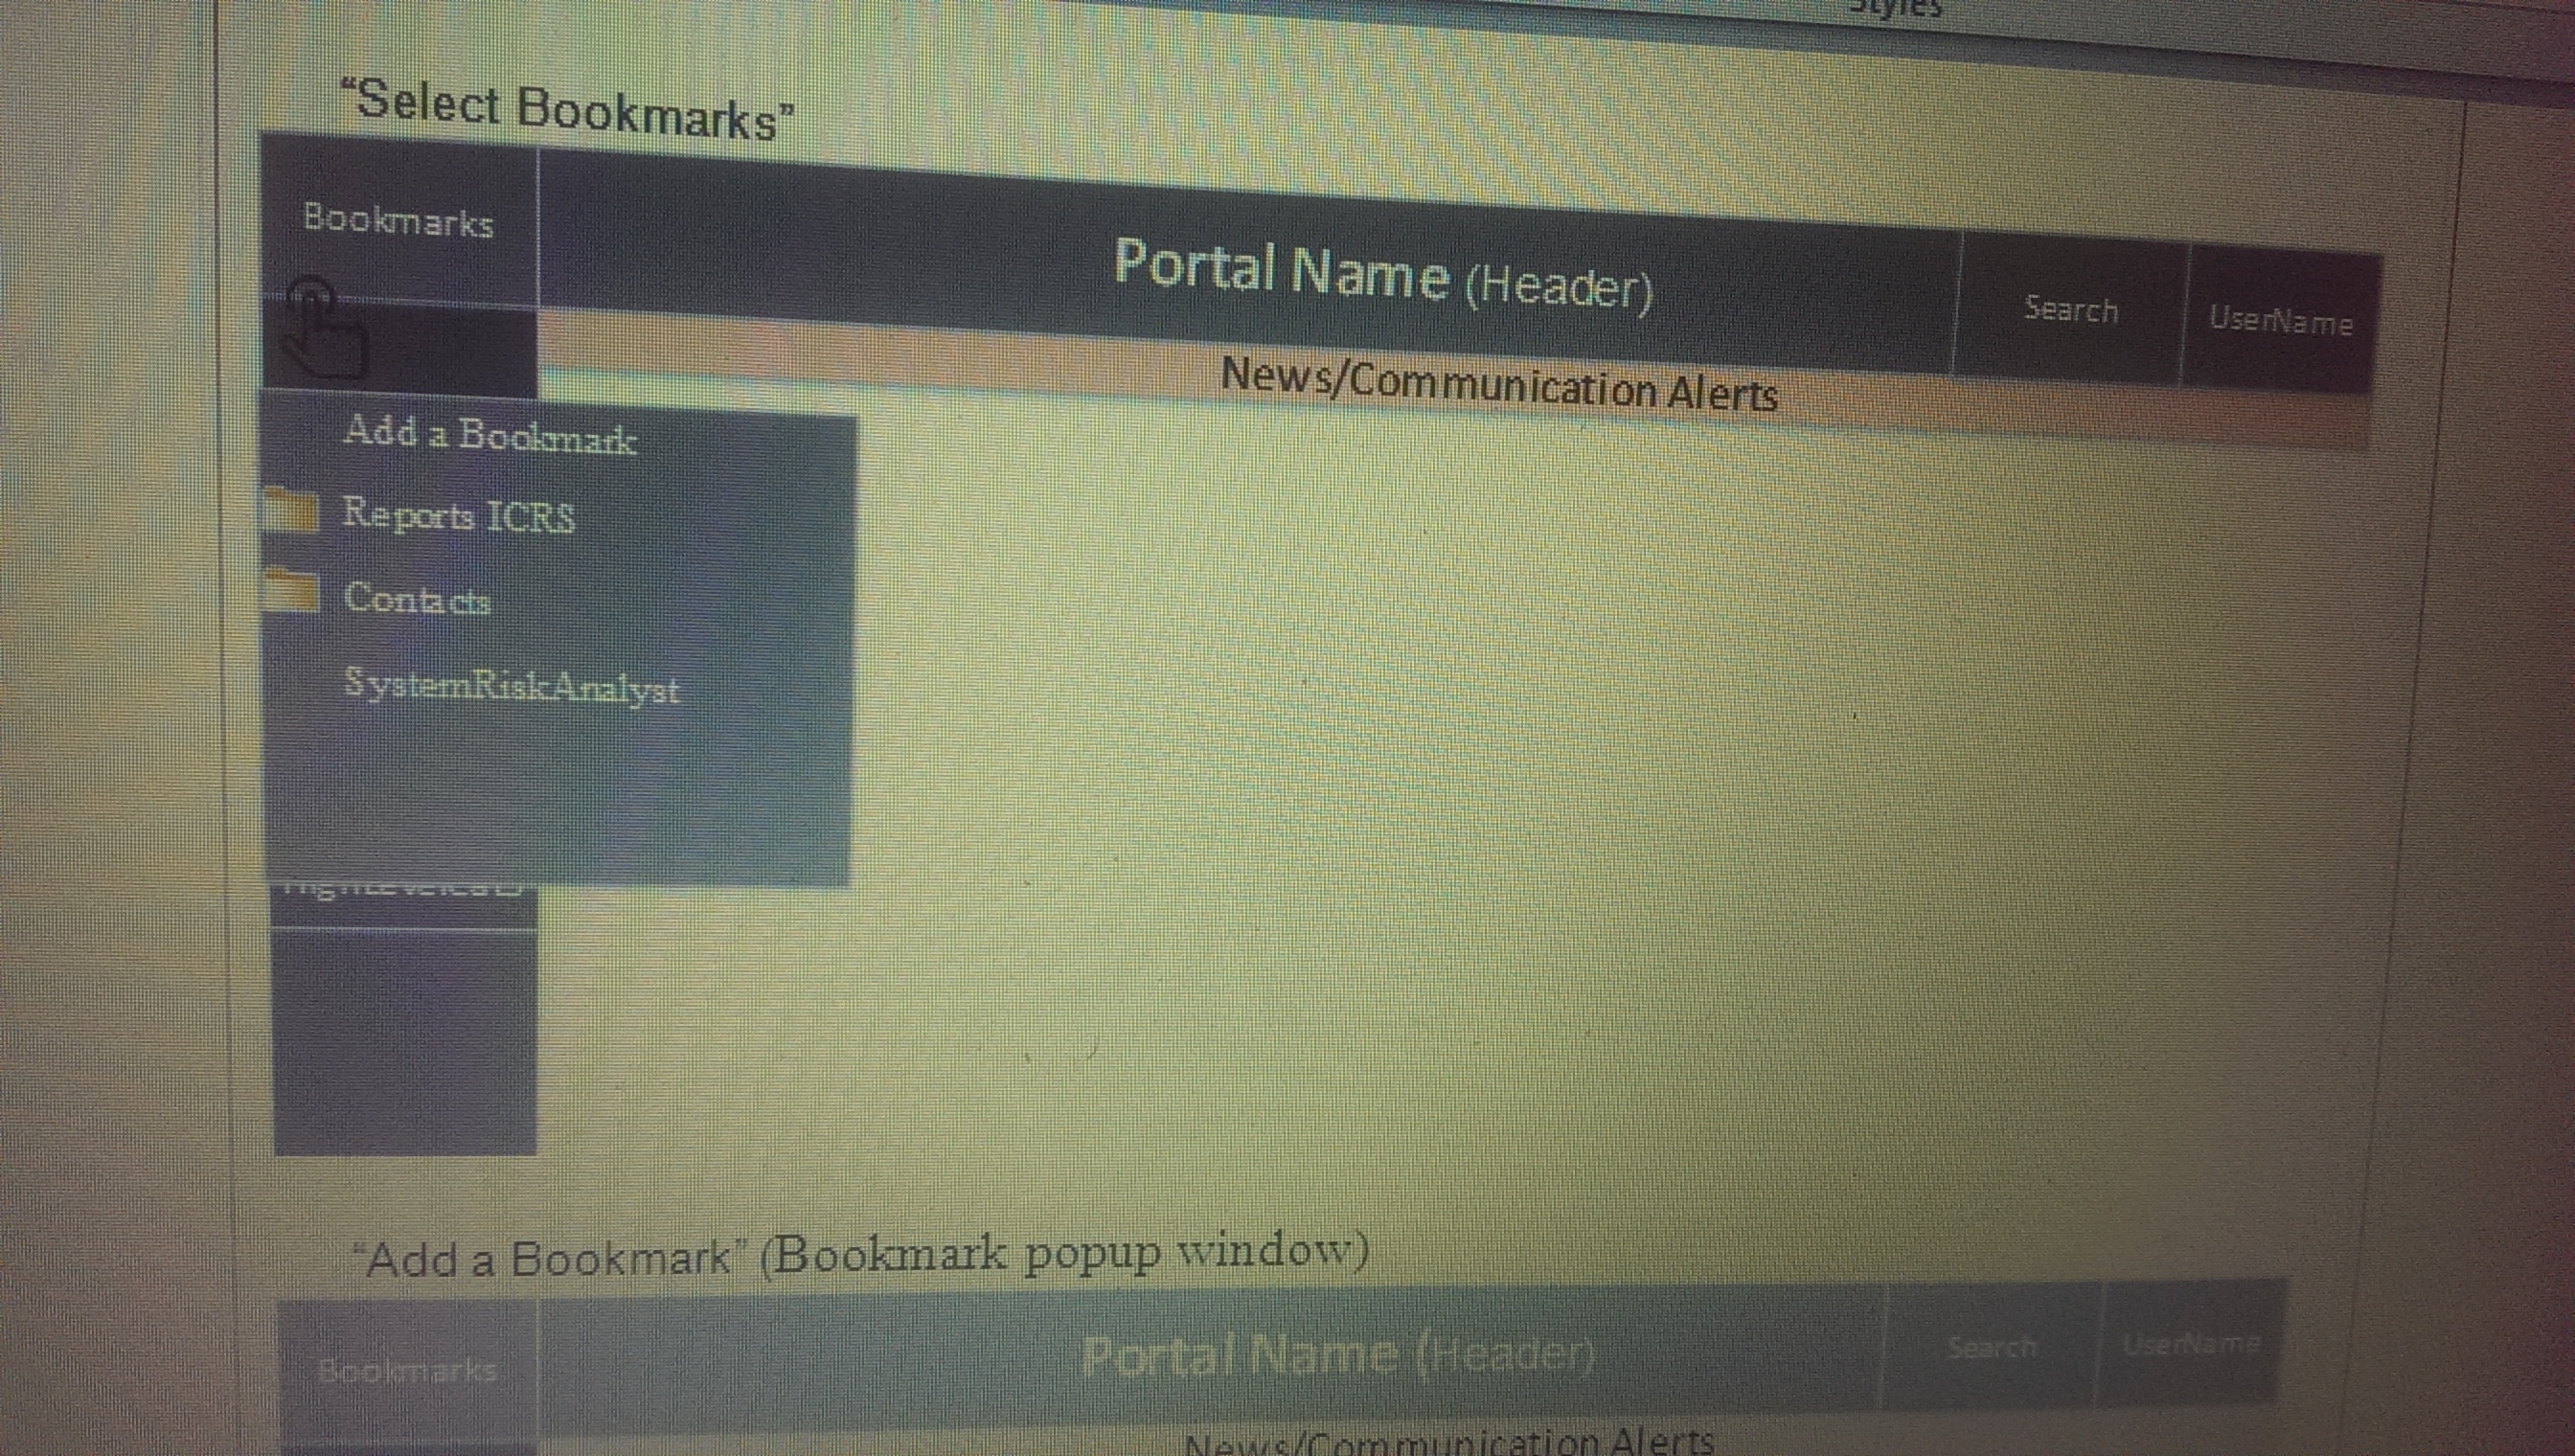 Styles
“Select Bookmarks”
Bookmarks
Portal Name (Header)
Search
UserName
News/Communication Alerts
Add a Bookmark
Reports ICRS
Contacts
SystemRiskAnalyst
“Add a Bookmark” (Bookmark popup window)
Bookmarks
Portal Name (Header)
Search
UserName
News/Communication Alerts